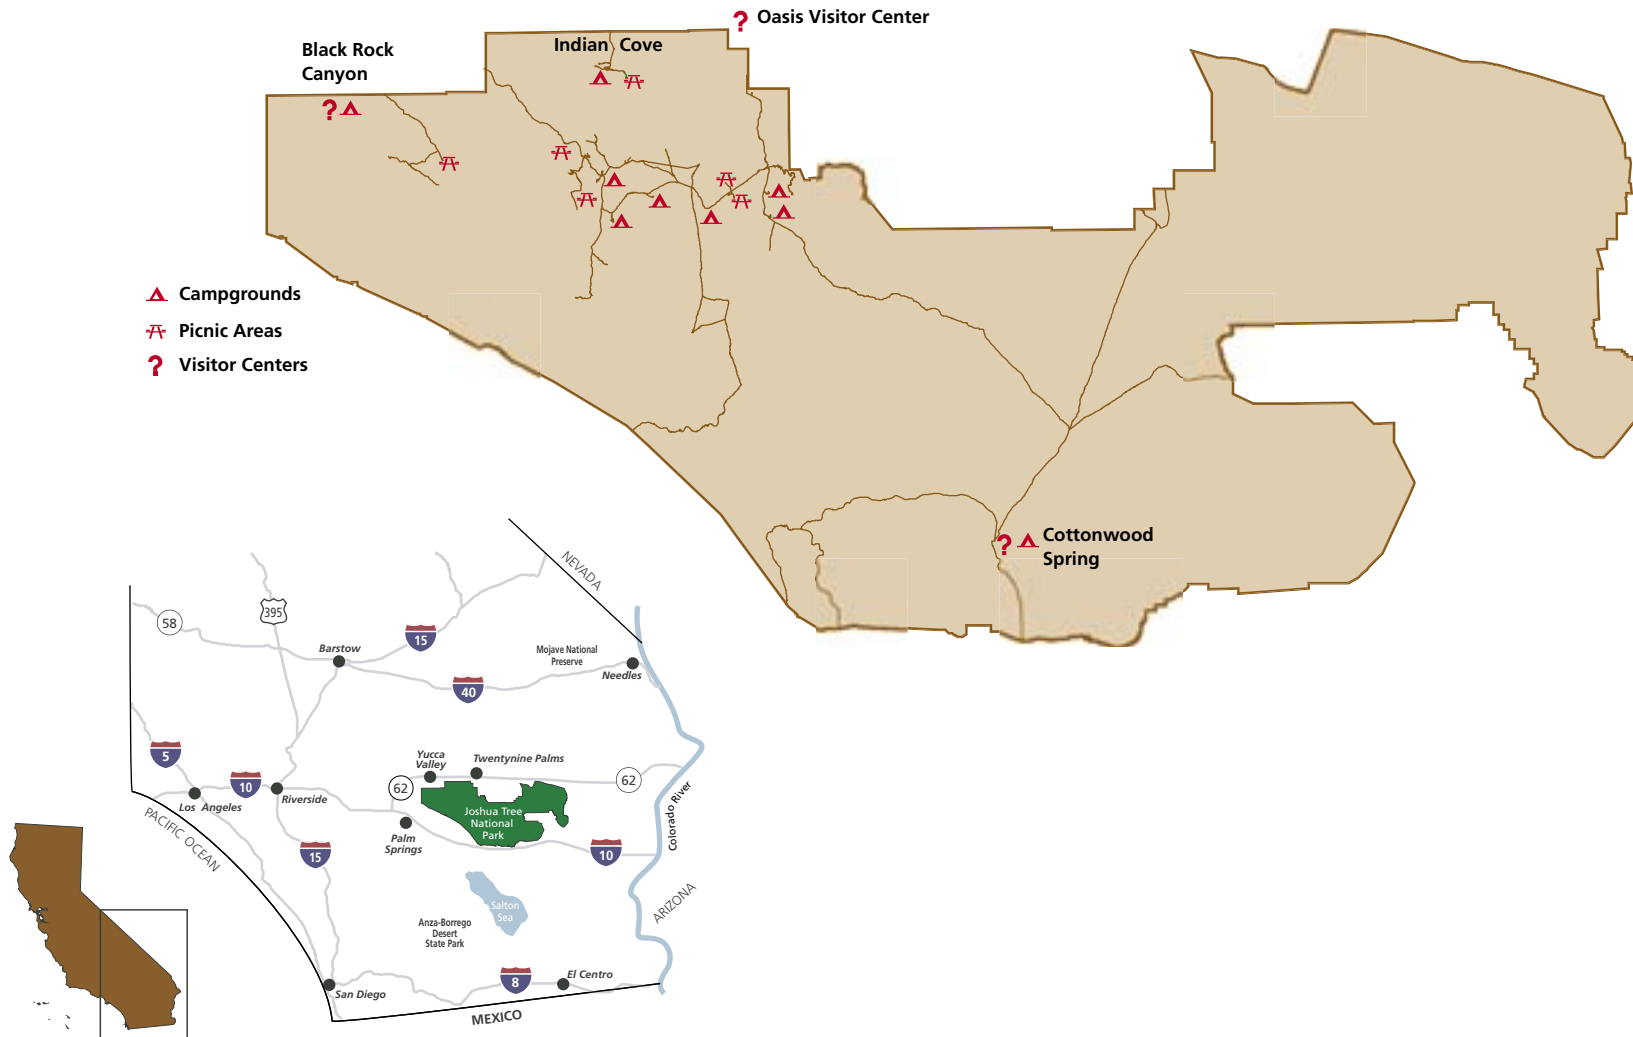 Oasis Visitor Center
Indian Cove
Black Rock
Canyon
Campgrounds
Picnic Areas
Visitor Centers
Cottonwood
Spring
NEVADA
58
395
15
Barstow
Mojave National
Preserve
Needles
40
5
10
Los Angeles
Riverside
Yucca
Valley
Twentynine Palms
62
62
Joshua Tree
National
Park
Palm
Springs
15
10
Colorado River
PACIFIC OCEAN
ARIZONA
Salton
Sea
Anza-Borrego
Desert
State Park
8
El Centro
San Diego
MEXICO